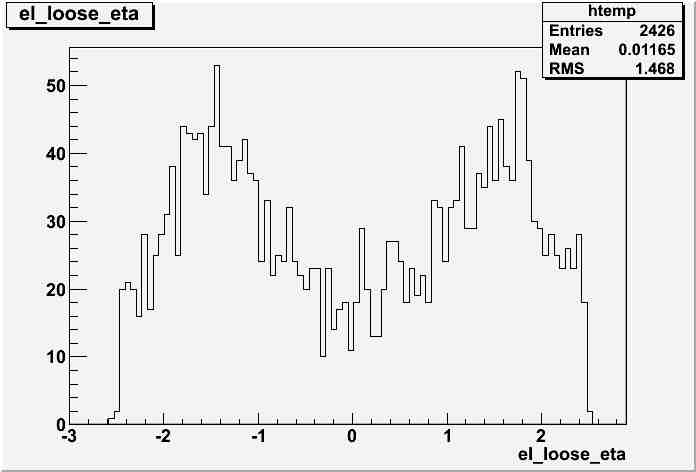 el_loose_eta
htemp
Entries 2426
Mean 0.01165
RMS 1.468
50
40
30
20
10
0
-3 -2 -1 0 1 2
el_loose_eta